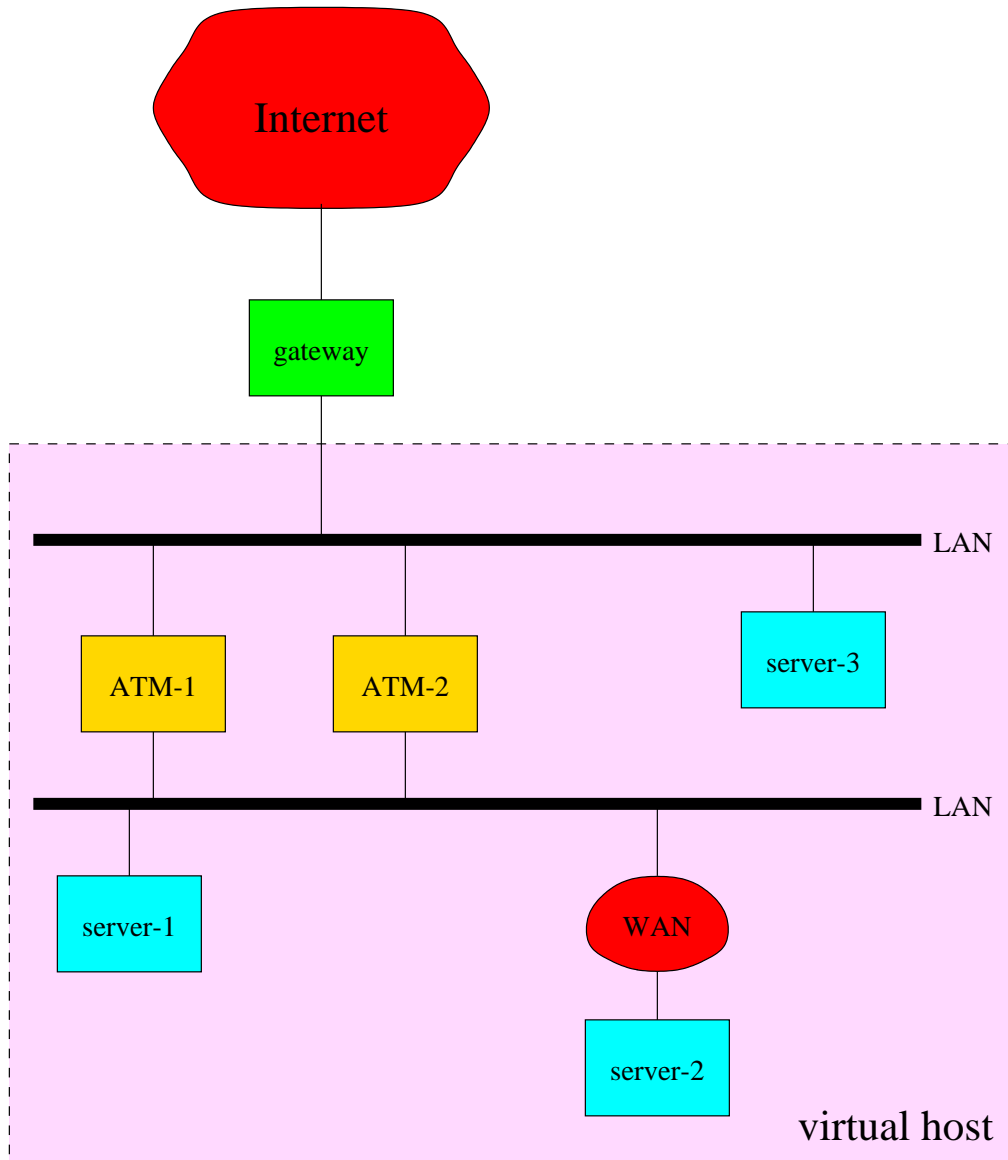 Internet
gateway
LAN
server-3
ATM-1
ATM-2
LAN
server-1
WAN
server-2
virtual host